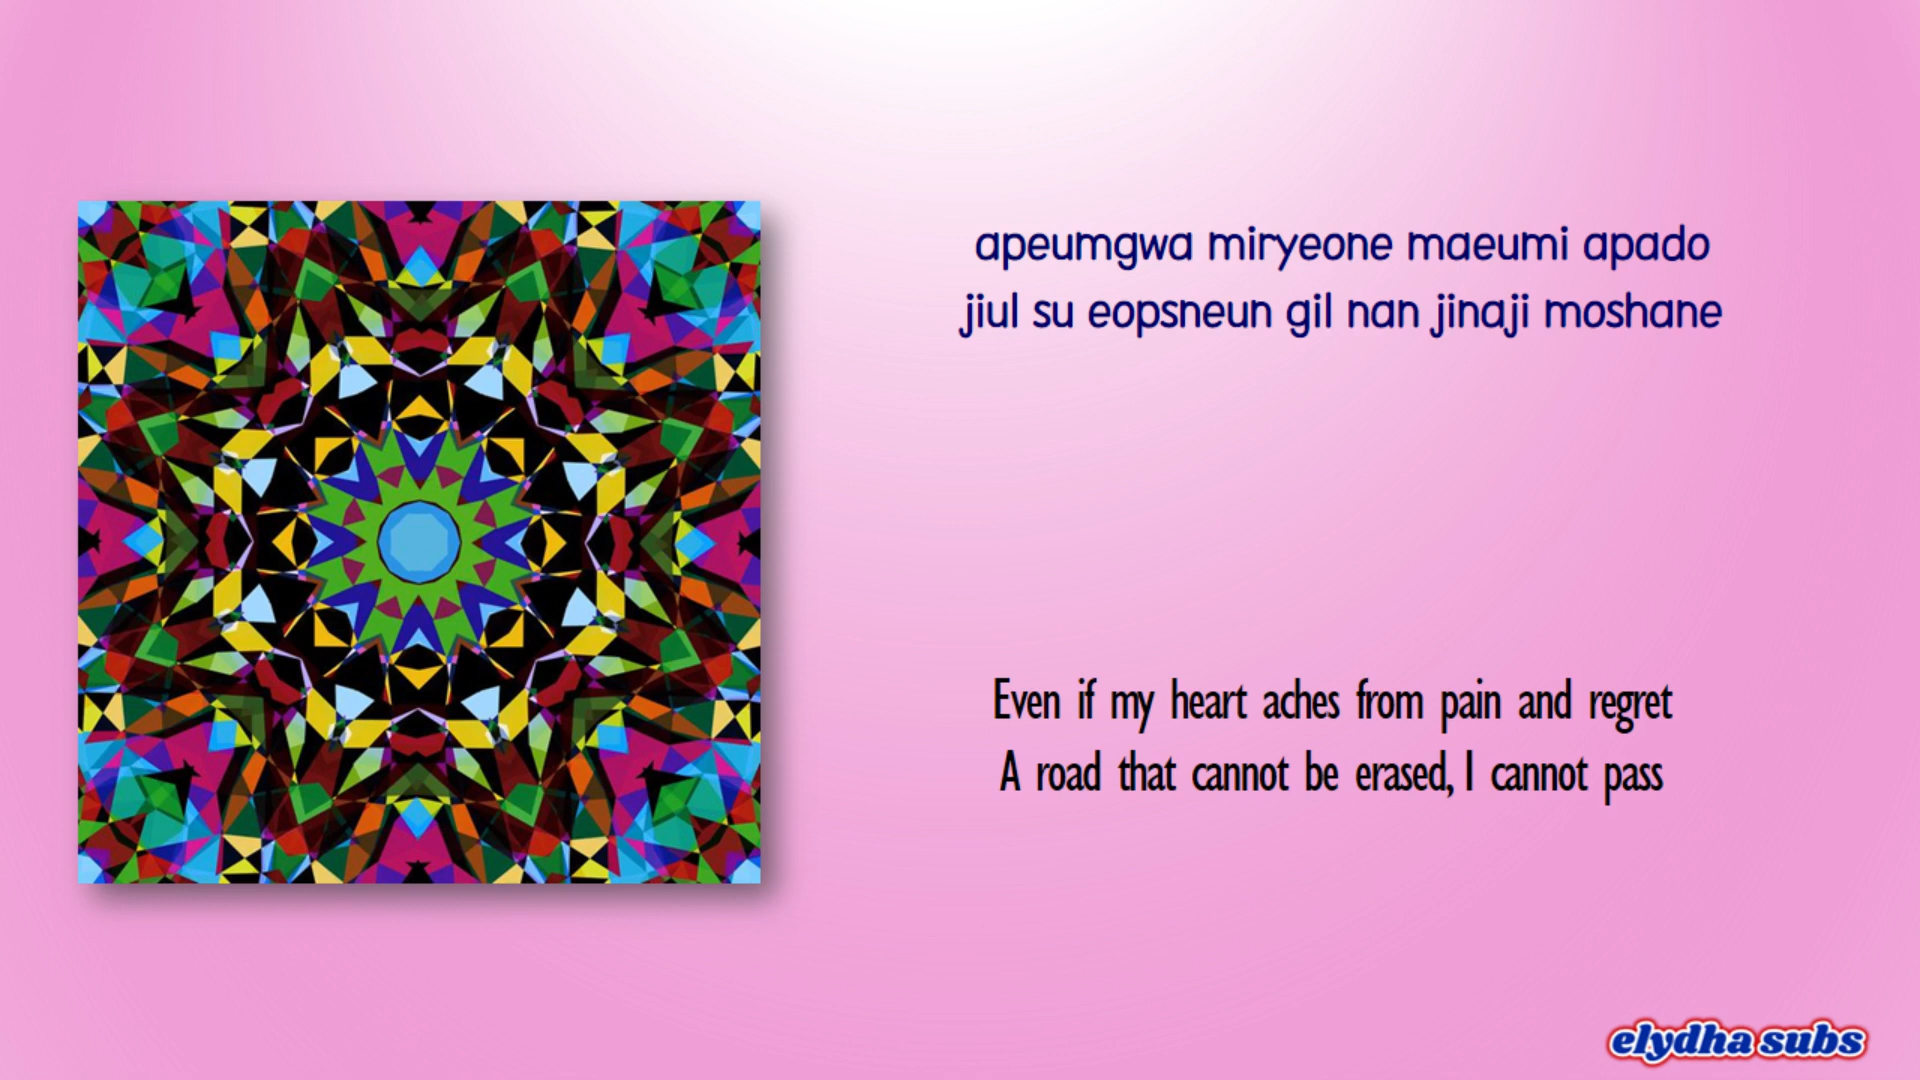 apeumgwa miryeone maeumi apado
jiul su eopsneun gil nan jinaji moshane
Even if my heart aches from pain and regret
A road that cannot be erased, I cannot pass
elydha subs